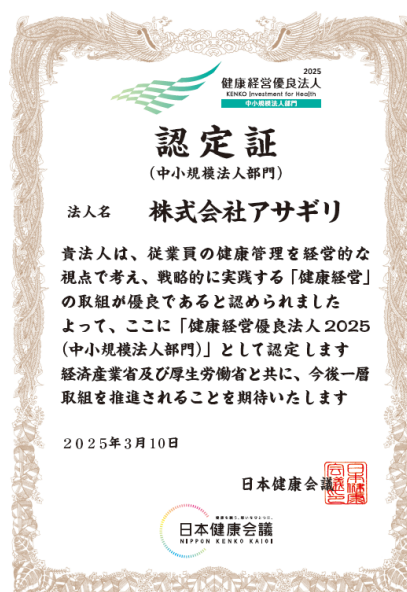 2025
健康経営優良法人
KENKO Investment for Health
中小規模法人部門
認定証
(中小規模法人部門)
法人名 株式会社アサギリ
貴法人は、従業員の健康管理を経営的な
視点で考え、戦略的に実践する「健康経営」
の取組が優良であると認められました
よって、ここに「健康経営優良法人2025
(中小規模法人部門)」として認定します
経済産業省及び厚生労働省と共に、今後一層
取組を推進されることを期待いたします
2025年3月10日
日本健康会議
日本健康会議
NIPPON KENKO KAIGI